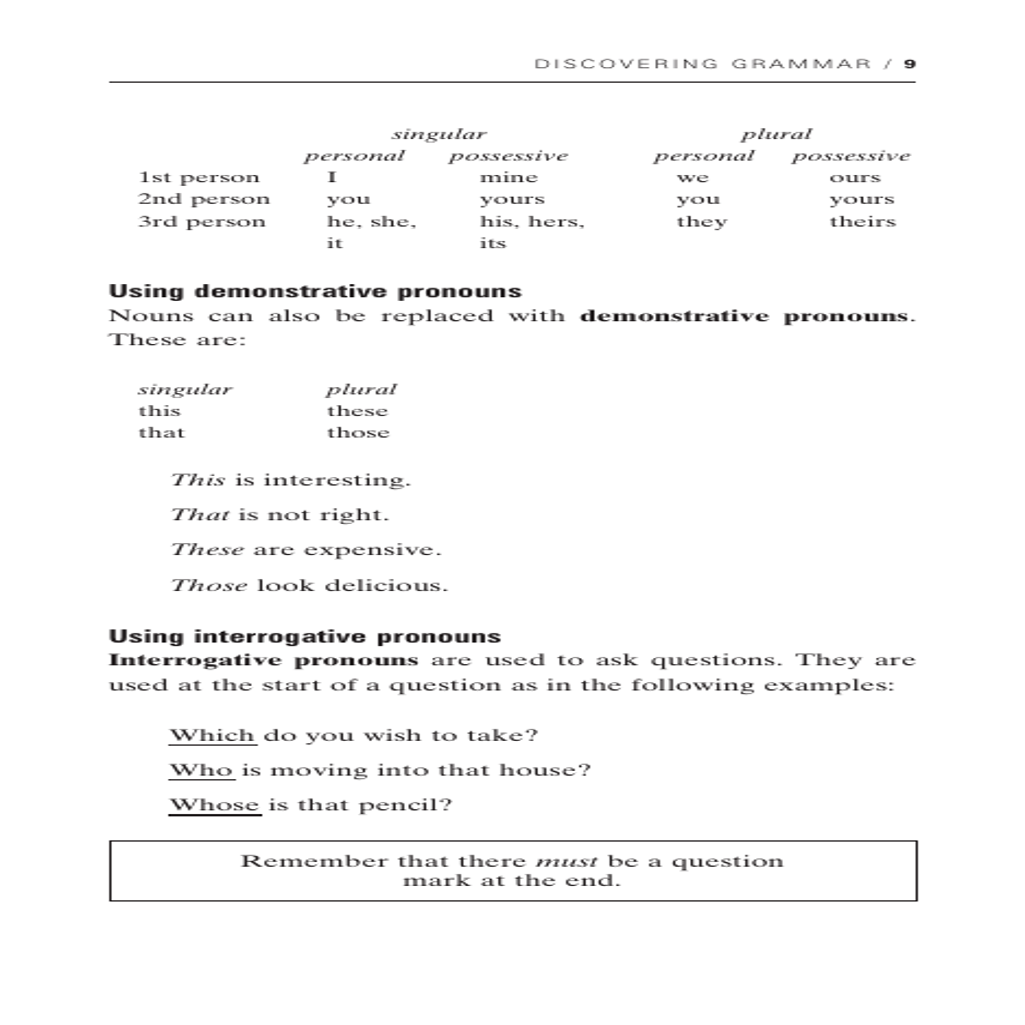 DISCOVERING GRAMMAR / 9
singular plural
personal possessive personal possessive
1st person I mine we ours
2nd person you yours you yours
3rd person he, she, his, hers, they theirs
it its
Using demonstrative pronouns
Nouns can also be replaced with demonstrative pronouns.
These are:
singular plural
this these
that those
This is interesting.
That is not right.
These are expensive.
Those look delicious.
Using interrogative pronouns
Interrogative pronouns are used to ask questions. They are
used at the start of a question as in the following examples:
Which do you wish to take?
Who is moving into that house?
Whose is that pencil?
Remember that there must be a question
mark at the end.